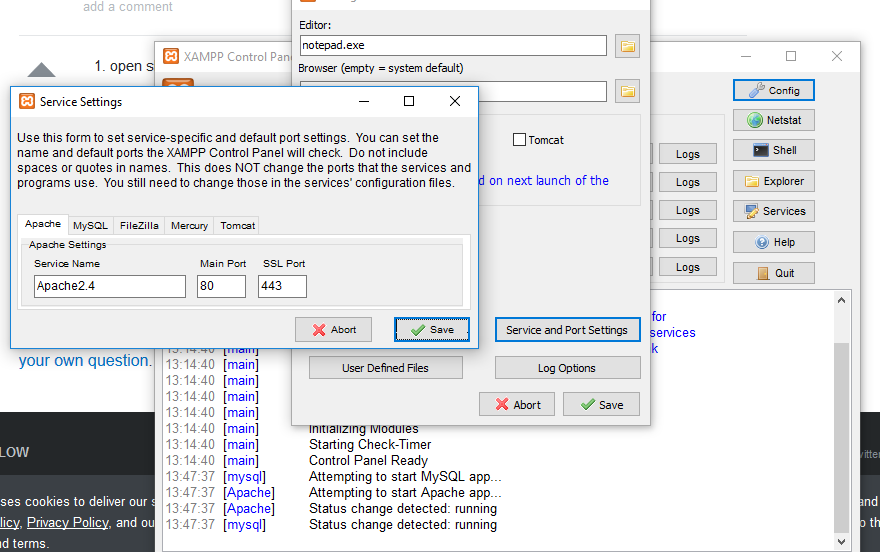 add a comment
1. open s
XAMPP Control Pane
Editor:
notepad.exe
Browser (empty = system default)
Tomcat
d on next launch of the
Service and Port Settings
User Defined Files
Log Options
Abort
Save
Config
Netstat
Shell
Explorer
Services
Help
Quit
Logs
Logs
Logs
Logs
Logs
Service Settings
Use this form to set service-specific and default port settings. You can set the
name and default ports the XAMPP Control Panel will check. Do not include
spaces or quotes in names. This does NOT change the ports that the services and
programs use. You still need to change those in the services' configuration files.
Apache MySQL FileZilla Mercury Tomcat
Apache Settings
Service Name Main Port SSL Port
Apache2.4 80 443
Abort Save
for
services
k
13:14:40 [main]
13:14:40 [main]
13:14:40 [main]
13:14:40 [main]
13:14:40 [main]
13:14:40 [main] Initializing Modules
13:14:40 [main] Starting Check-Timer
13:14:40 [main] Control Panel Ready
13:47:37 [mysql] Attempting to start MySQL app...
13:47:37 [Apache] Attempting to start Apache app...
13:47:37 [Apache] Status change detected: running
13:47:37 [mysql] Status change detected: running
your own question.
LOW
witter
ses cookies to deliver our s
and
licy, Privacy Policy, and ou
o th
nd terms.